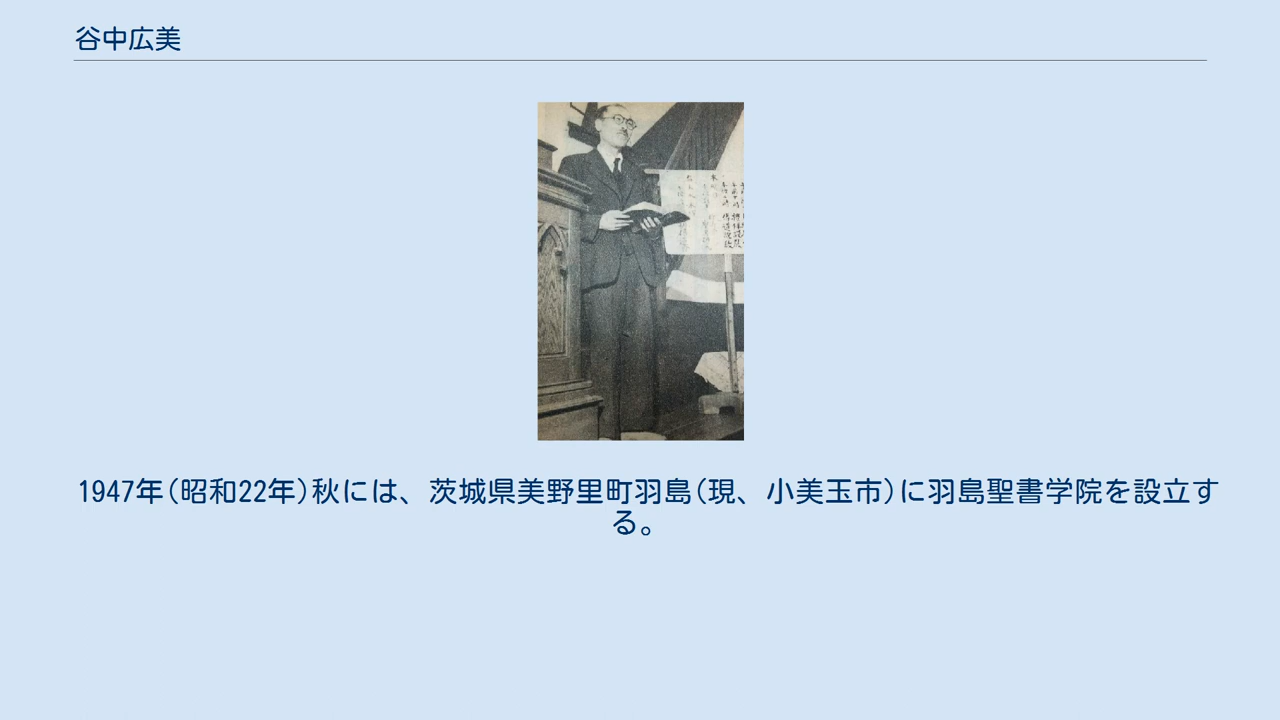 谷中広美
1947年(昭和22年)秋には、茨城県美野里町羽島(現、小美玉市)に羽島聖書学院を設立す
る。